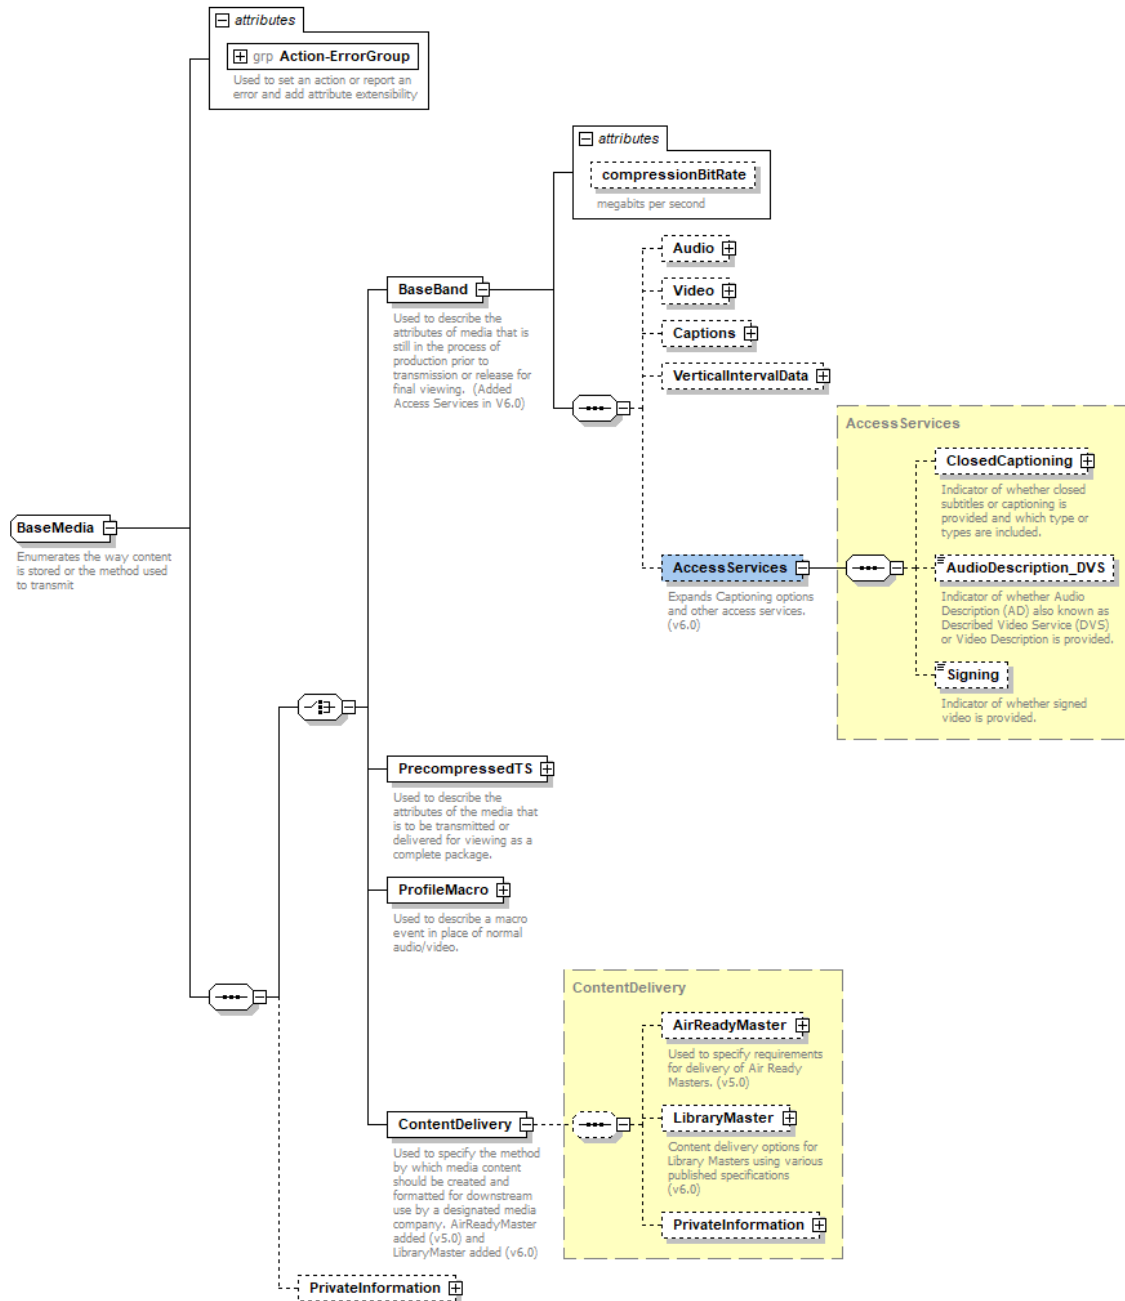 attributes
grp Action-ErrorGroup
Used to set an action or report an
error and add attribute extensibility
attributes
compressionBitRate
megabits per second
Audio
BaseBand
Video
Used to describe the
attributes of media that is
still in the process of
production prior to
transmission or release for
final viewing. (Added
Access Services in V6.0)
Captions
VerticalIntervalData
AccessServices
ClosedCaptioning
Indicator of whether closed
subtitles or captioning is
provided and which type or
types are included.
BaseMedia
Enumerates the way content
is stored or the method used
to transmit
AccessServices
Expands Captioning options
and other access services.
(v6.0)
AudioDescription_DVS
Indicator of whether Audio
Description (AD) also known as
Described Video Service (DVS)
or Video Description is provided.
Signing
Indicator of whether signed
video is provided.
PrecompressedTS
Used to describe the
attributes of the media that
is to be transmitted or
delivered for viewing as a
complete package.
ProfileMacro
Used to describe a macro
event in place of normal
audio/video.
ContentDelivery
AirReadyMaster
Used to specify requirements
for delivery of Air Ready
Masters. (v5.0)
LibraryMaster
Content delivery options for
Library Masters using various
published specifications
(v6.0)
PrivateInformation
ContentDelivery
Used to specify the method
by which media content
should be created and
formatted for downstream
use by a designated media
company. AirReadyMaster
added (v5.0) and
LibraryMaster added (v6.0)
PrivateInformation